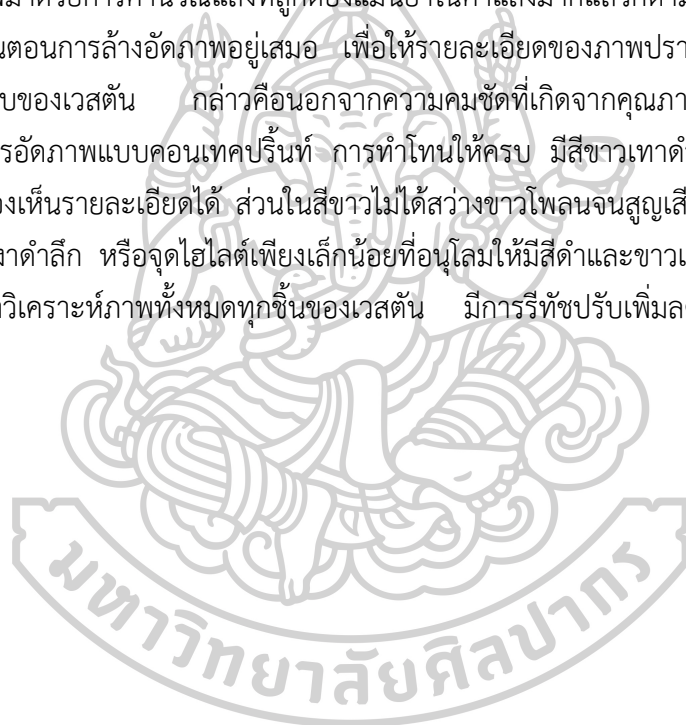 มาด้วยการคำนวณแสงที่ถูกต้องแม่นยำในค่าแสงมากแล้วก็ตาม
นตอนการล้างอัดภาพอยู่เสมอ เพื่อให้รายละเอียดของภาพปรา
บของเวสตัน กล่าวคือนอกจากความคมชัดที่เกิดจากคุณภา
รอัดภาพแบบคอนเทคปริ้นท์ การทำโทนให้ครบ มีสีขาวเทาดำ
องเห็นรายละเอียดได้ ส่วนในสีขาวไม่ได้สว่างขาวโพลนจนสูญเสี
งาดำลึก หรือจุดไฮไลต์เพียงเล็กน้อยที่อนุโลมให้มีสีดำและขาวเ
าวิเคราะห์ภาพทั้งหมดทุกชิ้นของเวสตัน มีการรีทัชปรับเพิ่มล
มหาวิทยาลัยศิลปากร